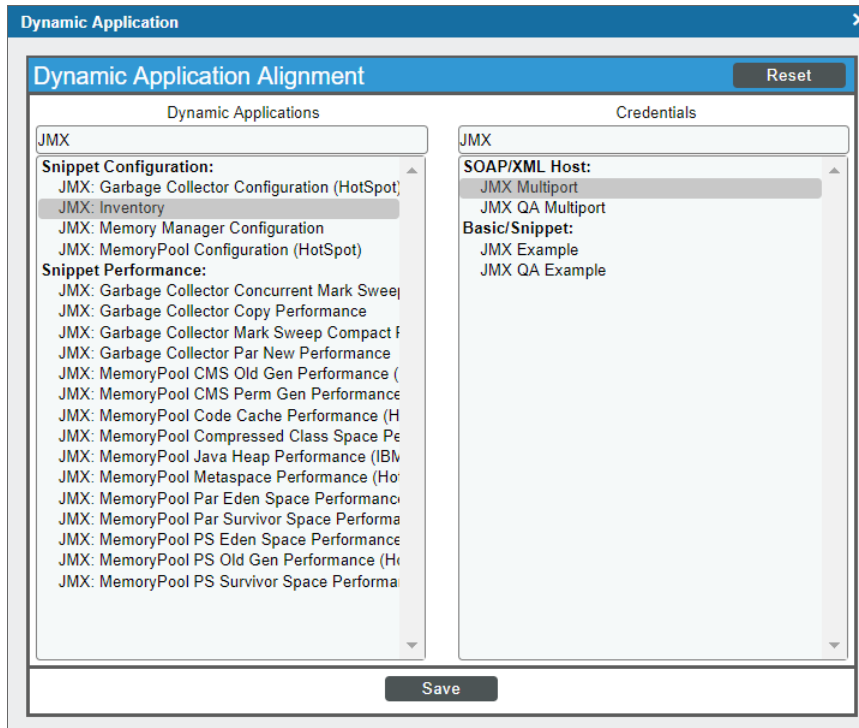 Dynamic Application
Dynamic Application Alignment
Reset
Dynamic Applications
JMX
Snippet Configuration:
JMX: Garbage Collector Configuration (HotSpot)
JMX: Inventory
JMX: Memory Manager Configuration
JMX: MemoryPool Configuration (HotSpot)
Snippet Performance:
JMX: Garbage Collector Concurrent Mark
JMX: Garbage Collector Copy Performance
JMX: Garbage Collector Mark Sweep Compact
JMX: Garbage Collector Par New Performance
JMX: MemoryPool CMS Old Gen Performance (
JMX: MemoryPool CMS Perm Gen Performance
JMX: MemoryPool Code Cache Performance (H
JMX: MemoryPool Compressed Class Space Pe
JMX: MemoryPool Java Heap Performance
JMX: MemoryPool Metaspace Performance
JMX: MemoryPool Par Eden Space Performanc
JMX: MemoryPool Par Survivor Space Performa
JMX: MemoryPool PS Eden Space Performance
JMX: MemoryPool PS Old Gen Performance
JMX: MemoryPool PS Survivor Space Performa
Credentials
JMX
SOAP/XML Host:
JMX Multiport
JMX QA Multiport
Basic/Snippet:
JMX Example
JMX QA Example
Save